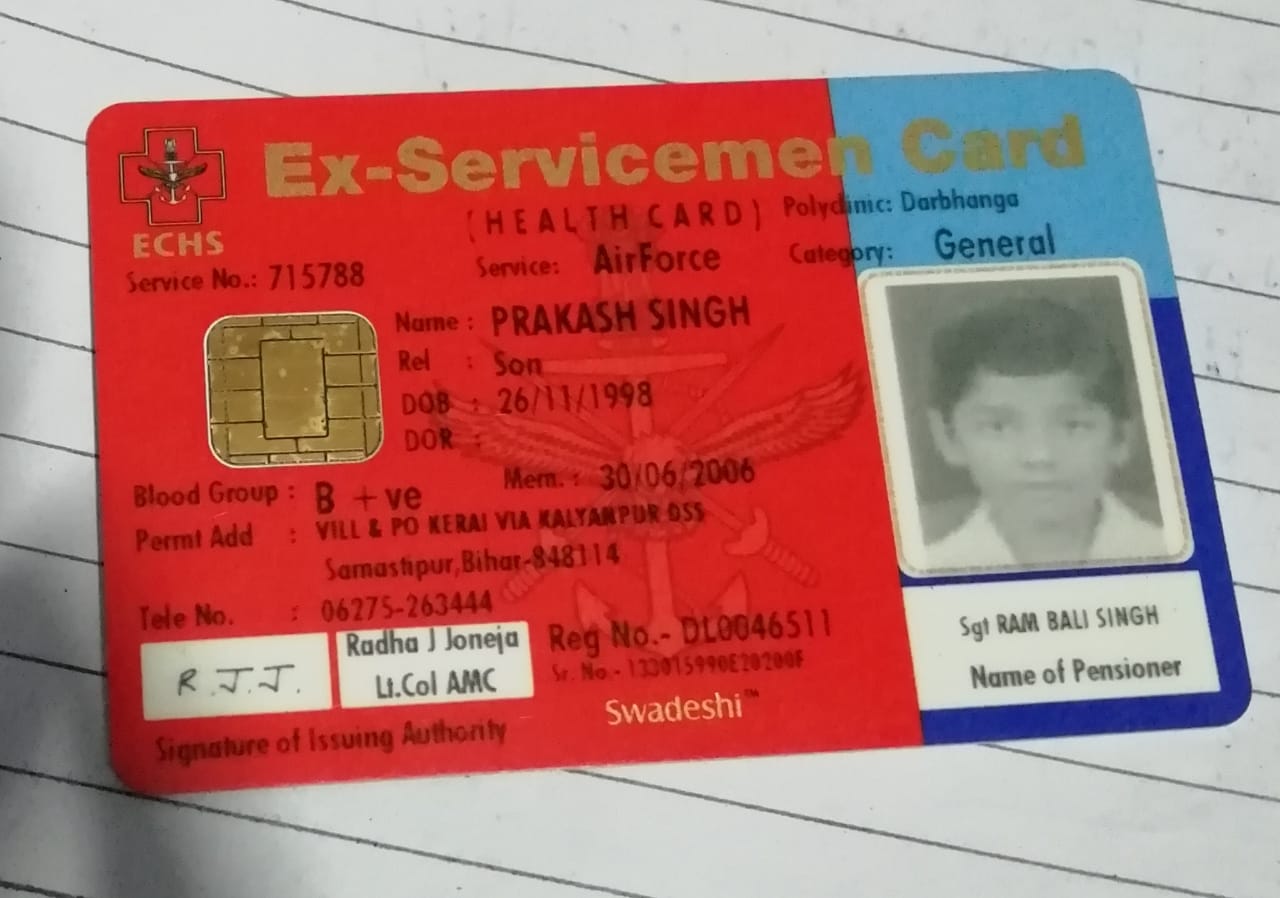 Ex-Servicemen Card
(HEALTH CARD)
Polyclinic: Darbhanga
ECHS
Service No.: 715788
Service: AirForce
Category: General
Name : PRAKASH SINGH
Rel : Son
DOB : 26/11/1998
DOR :
Mem. : 30/06/2006
Blood Group : B +ve
Permt Add : VILL & PO KERAI VIA KALYANPUR DSS
Samastipur,Bihar-848114
Tele No. : 06275-263444
R.J.J.
Radha J Joneja
Lt.Col AMC
Signature of Issuing Authority
Reg No.- DL0046511
Sr. No.- 133015990E20200F
Swadeshi™
Sgt RAM BALI SINGH
Name of Pensioner